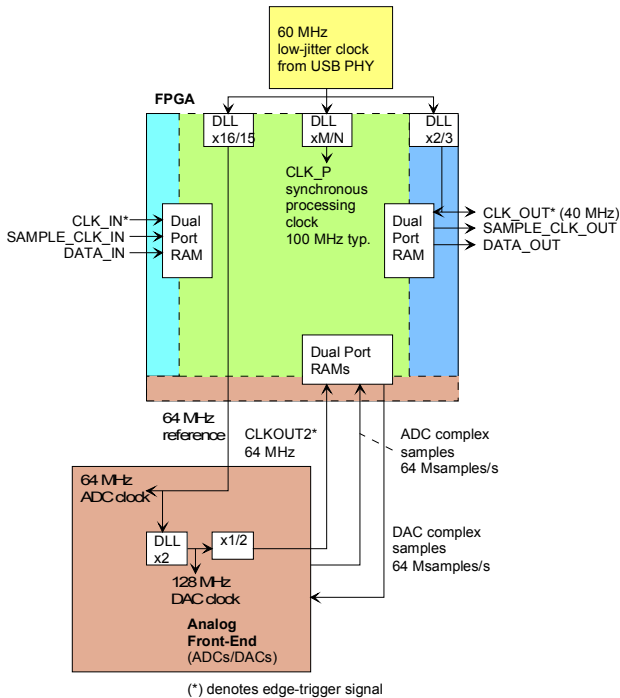 60 MHz
low-jitter clock
from USB PHY
FPGA
DLL
x16/15
DLL
xM/N
DLL
x2/3
CLK_P
synchronous
processing
clock
100 MHz typ.
CLK_IN*
SAMPLE_CLK_IN
DATA_IN
Dual
Port
RAM
Dual
Port
RAM
CLK_OUT* (40 MHz)
SAMPLE_CLK_OUT
DATA_OUT
Dual Port
RAMs
64 MHz
reference
CLKOUT2*
64 MHz
ADC complex
samples
64 Msamples/s
64 MHz
ADC clock
DLL
x2
x1/2
128 MHz
DAC clock
DAC complex
samples
64 Msamples/s
Analog
Front-End
(ADCs/DACs)
(*) denotes edge-trigger signal